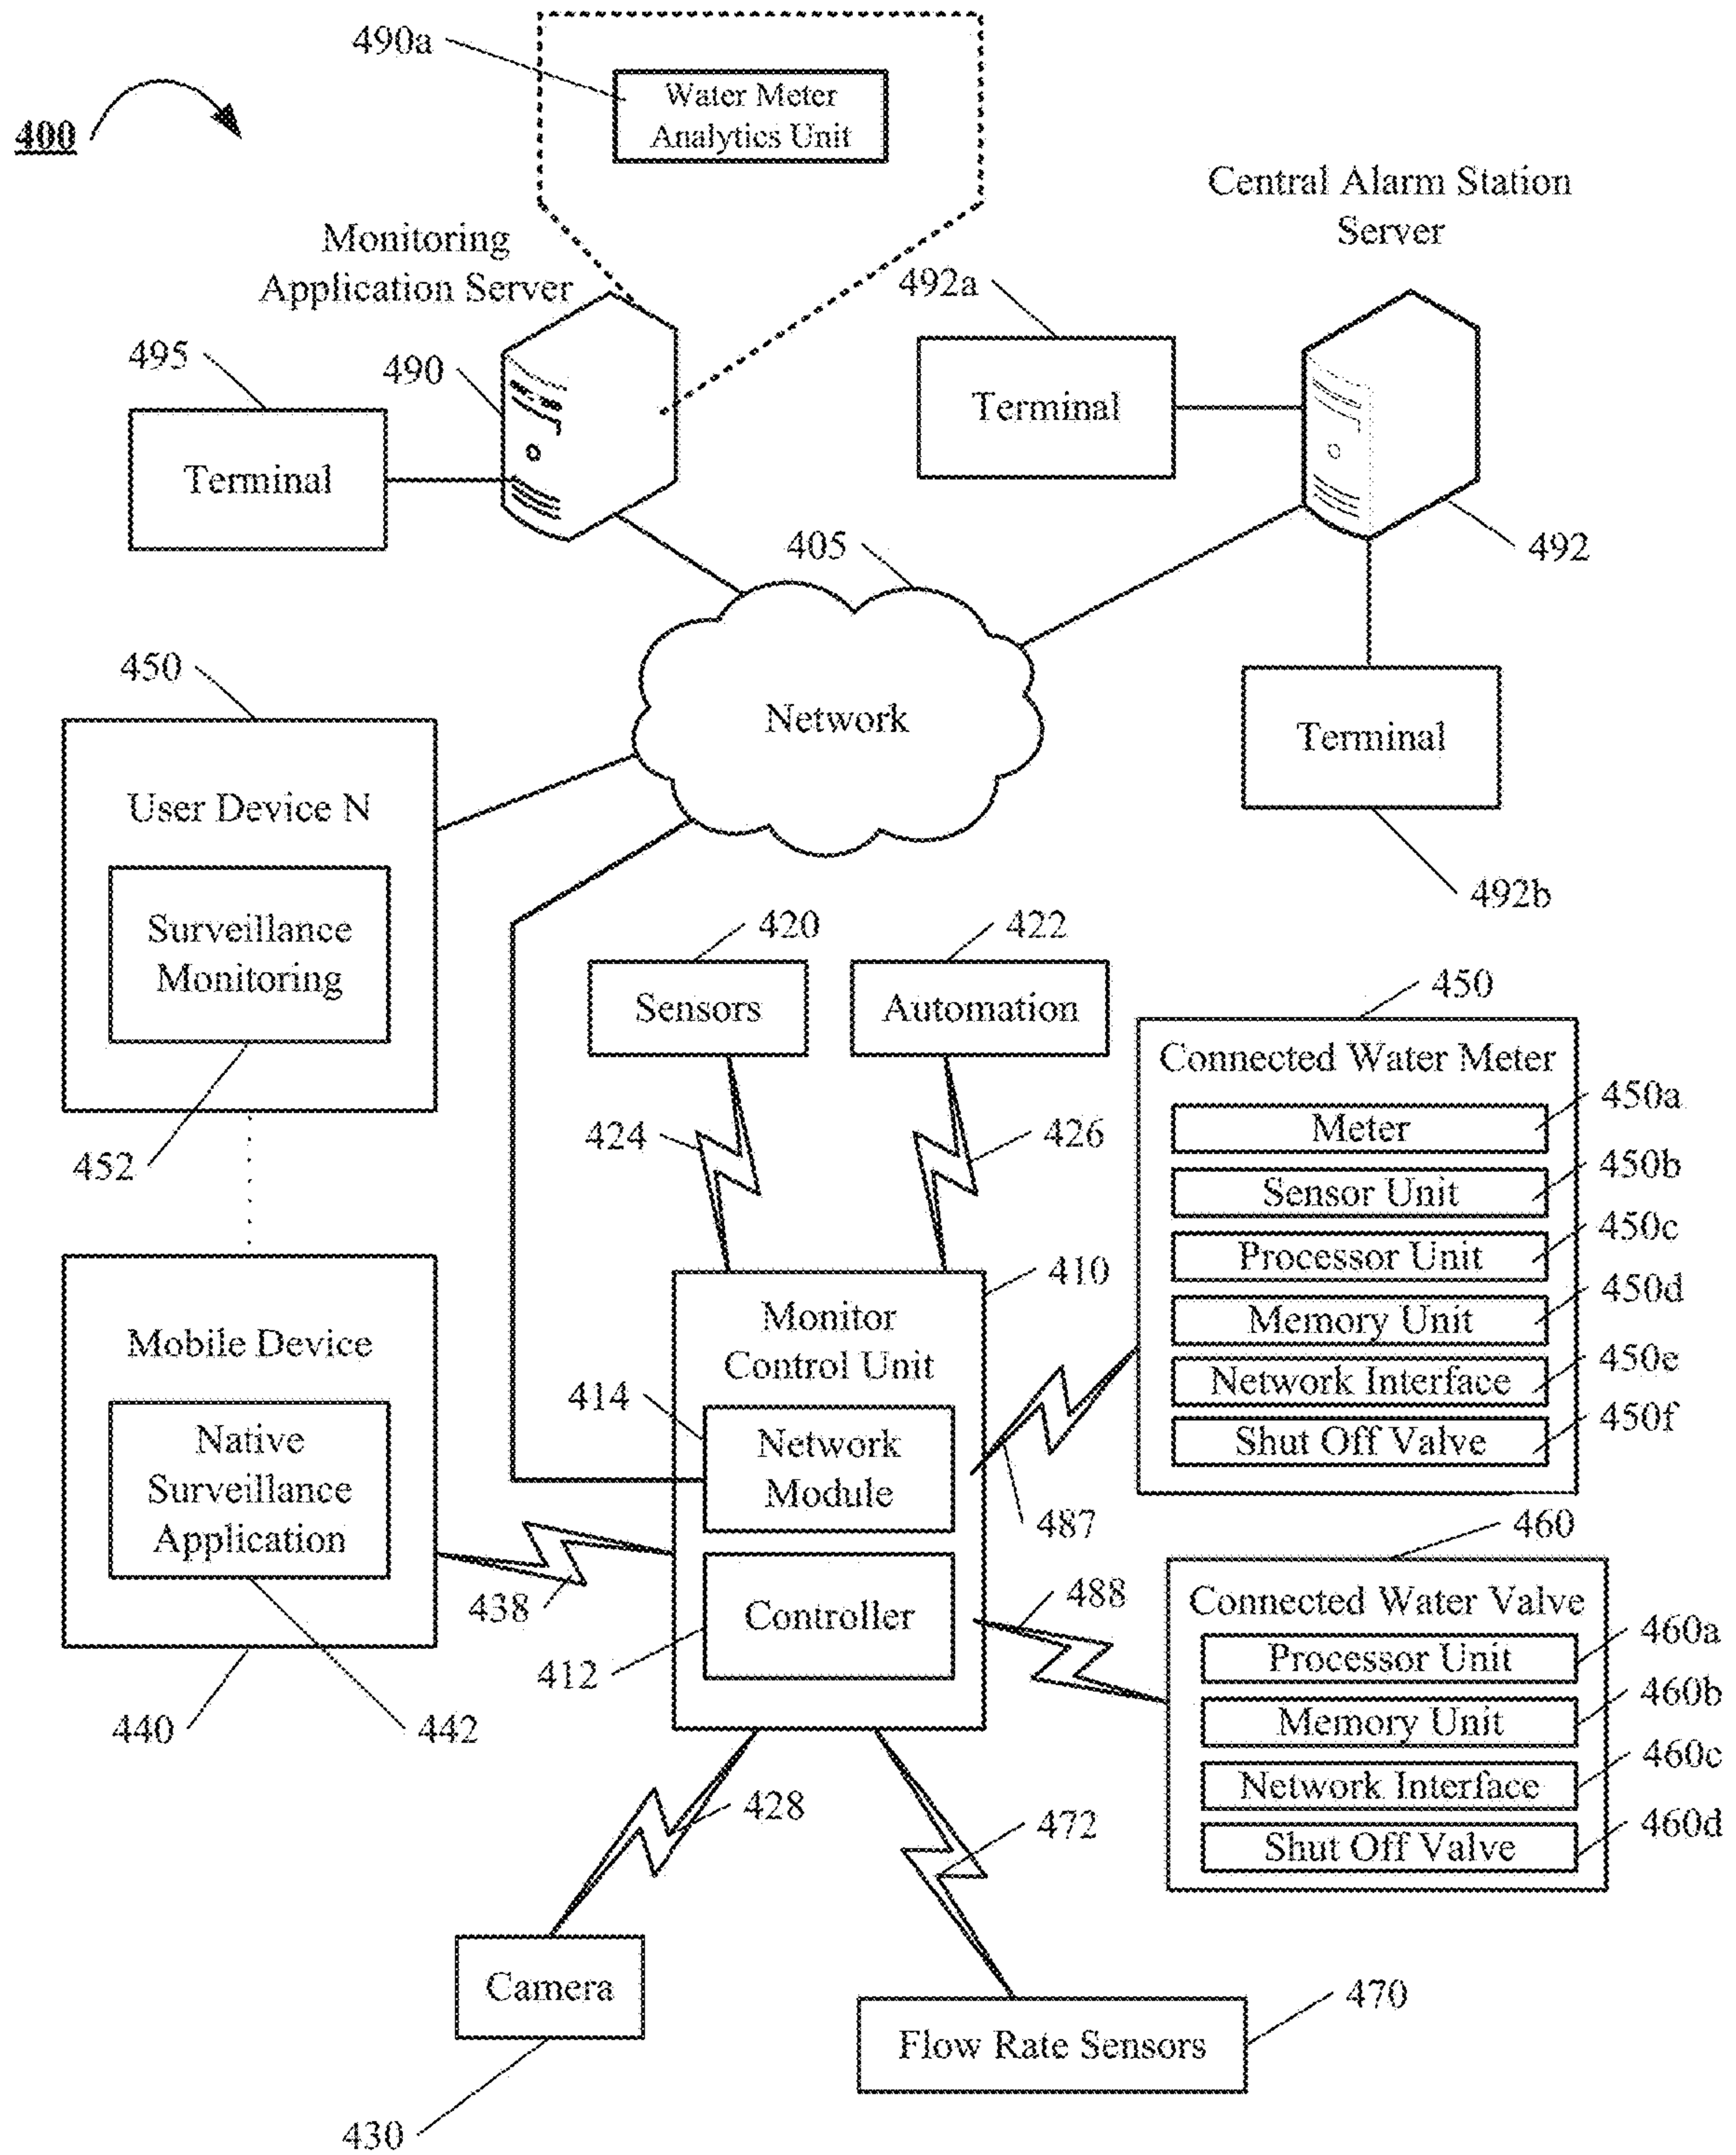 490a
Water Meter
Analytics Unit
400
Central Alarm Station
Server
Monitoring
Application Server
492a
495
490
Terminal
Terminal
405
492
450
Network
Terminal
User Device N
492b
Surveillance
Monitoring
420
422
450
Sensors
Automation
Connected Water Meter
450a
Meter
424
426
452
450b
Sensor Unit
450c
Processor Unit
410
450d
Memory Unit
Monitor
Control Unit
Mobile Device
450e
Network Interface
414
450f
Shut Off Valve
Native
Surveillance
Application
Network
Module
487
460
438
488
Connected Water Valve
Controller
460a
Processor Unit
412
460b
Memory Unit
440
442
460c
Network Interface
428
472
460d
Shut Off Valve
Camera
470
Flow Rate Sensors
430